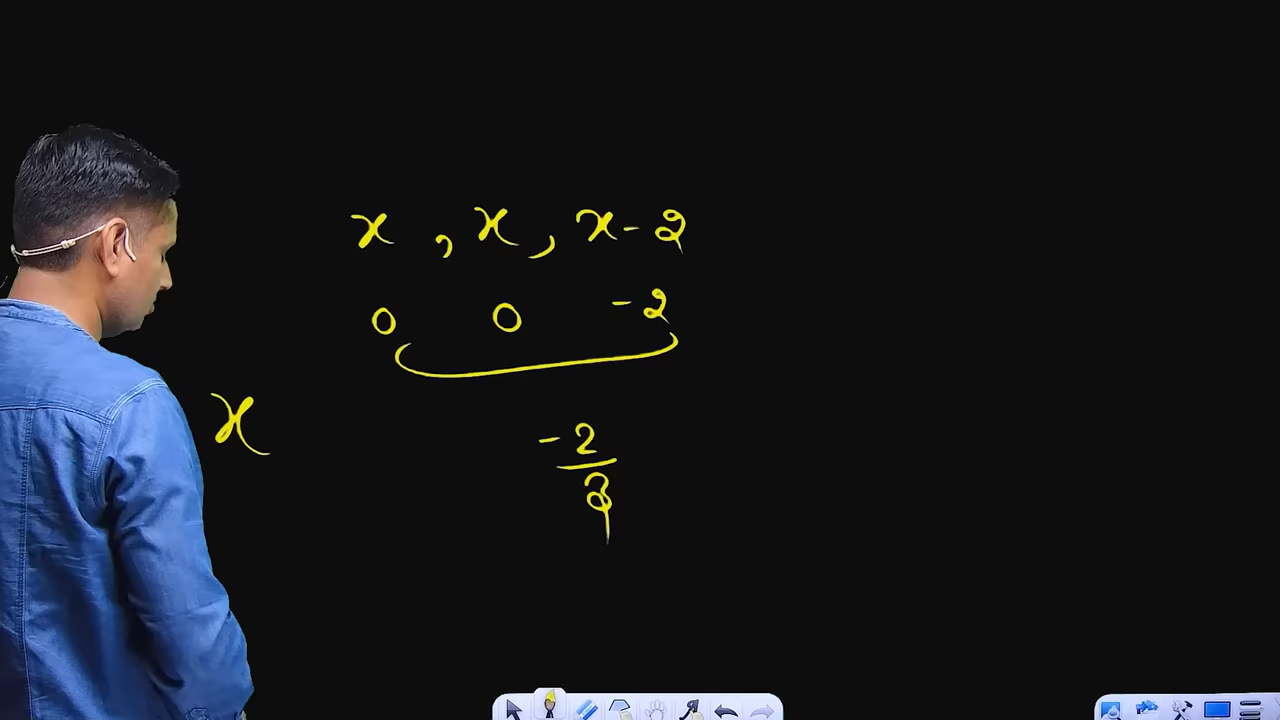 x , x , x - 2
0 0 - 2
x
- 2
3